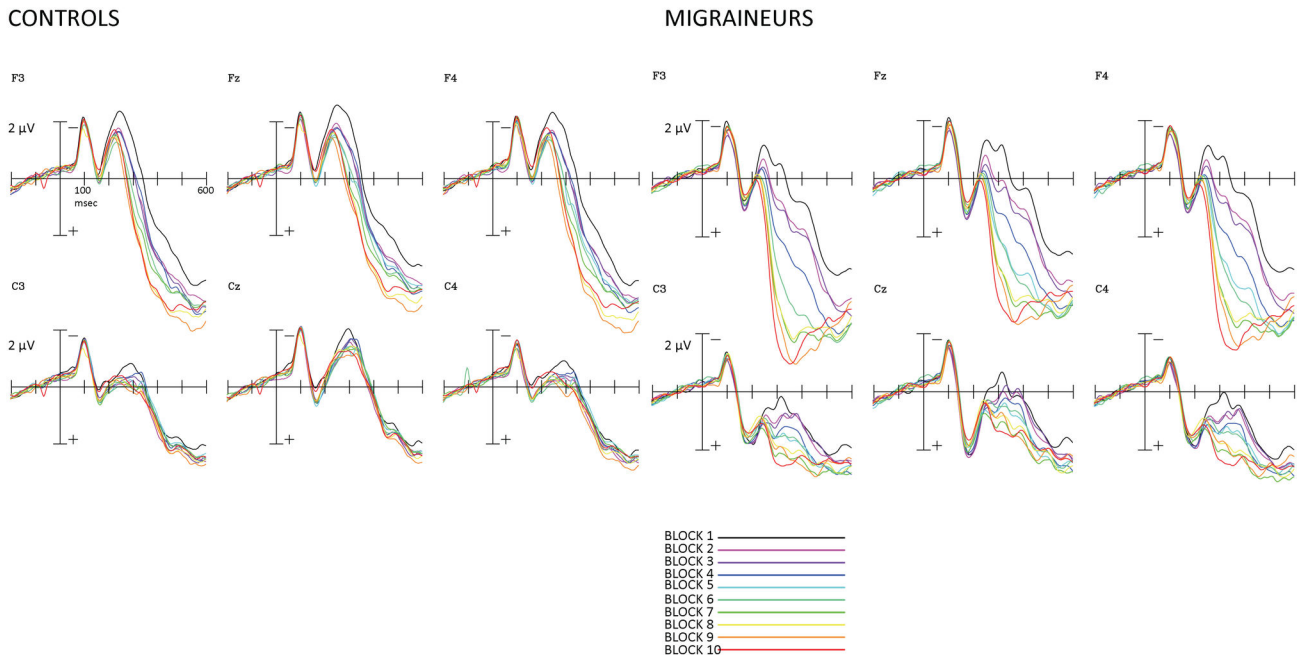 CONTROLS
MIGRAINEURS
F3
Fz
F4
F3
Fz
F4
2 µV
−
−
−
2 µV
−
−
−
100
msec
600
+
+
+
+
+
+
C3
Cz
C4
C3
Cz
C4
2 µV
−
−
−
2 µV
−
−
−
+
+
+
+
+
+
BLOCK 1
BLOCK 2
BLOCK 3
BLOCK 4
BLOCK 5
BLOCK 6
BLOCK 7
BLOCK 8
BLOCK 9
BLOCK 10